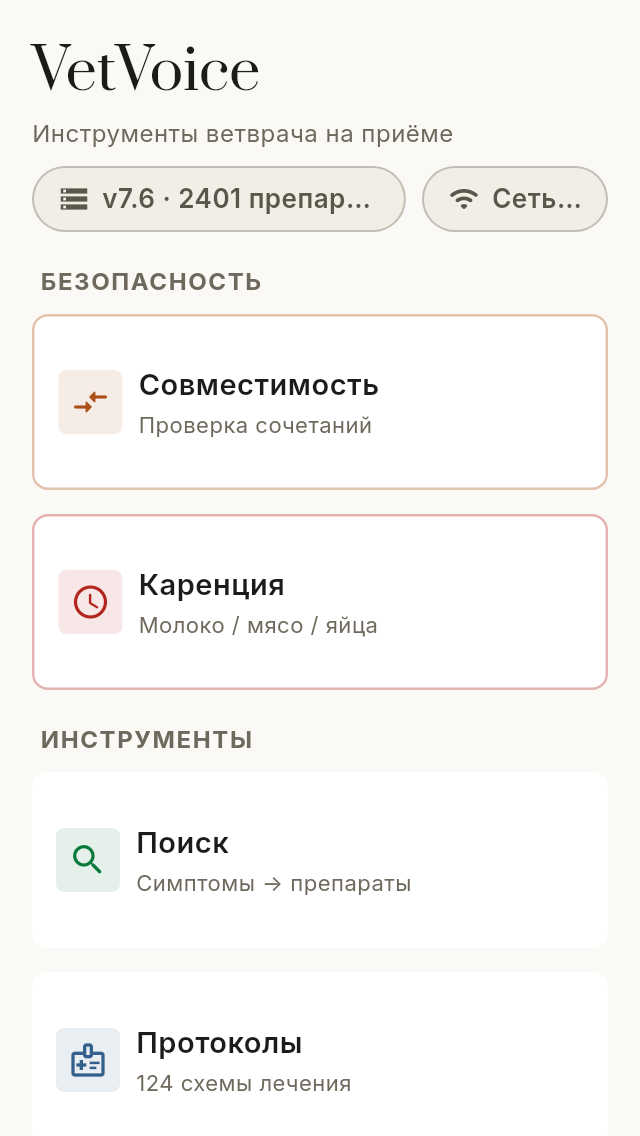 VetVoice
Инструменты ветврача на приёме
v7.6 · 2401 препар...
Сеть...
БЕЗОПАСНОСТЬ
Совместимость
Проверка сочетаний
Каренция
Молоко / мясо / яйца
ИНСТРУМЕНТЫ
Поиск
Симптомы → препараты
Протоколы
124 схемы лечения